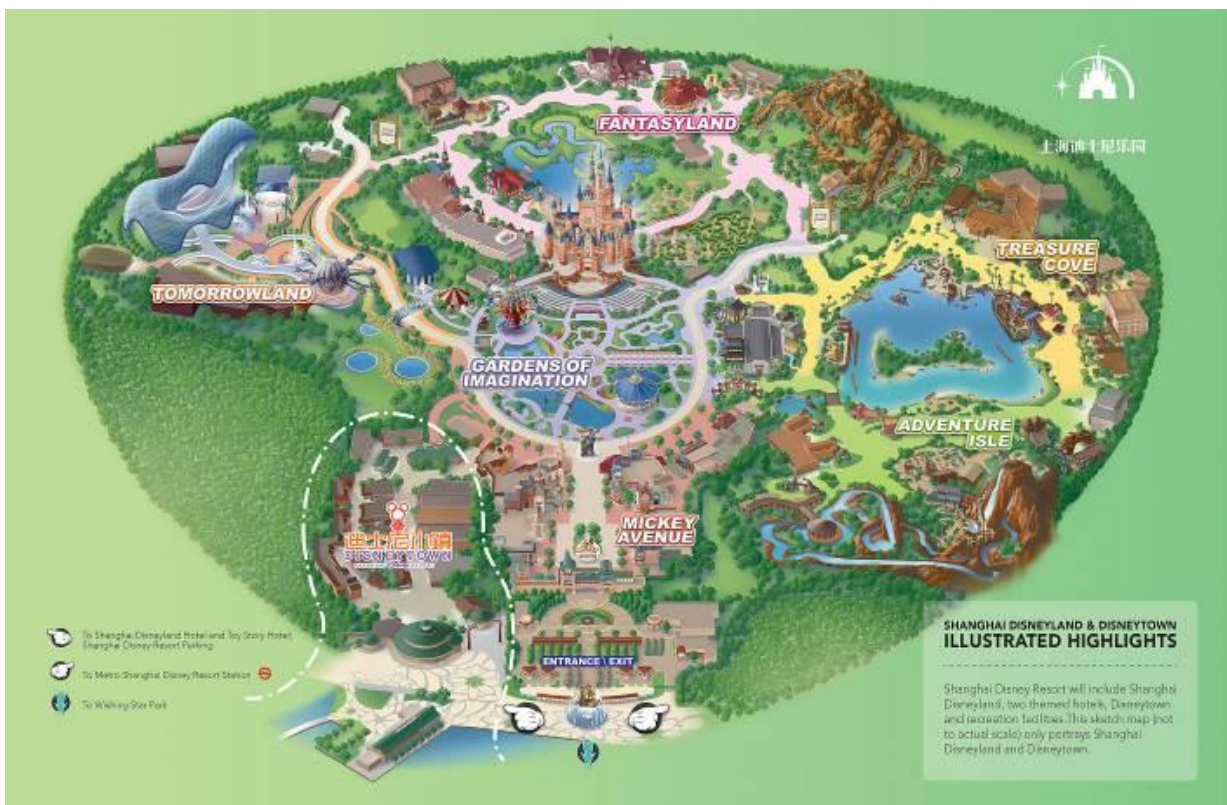 上海迪士尼乐园
FANTASYLAND
TREASURE
COVE
TOMORROWLAND
GARDENS OF
IMAGINATION
ADVENTURE
ISLE
MICKEY
AVENUE
迪士尼小镇
DISNEYTOWN
ENTRANCE \ EXIT
To Shanghai Disneyland Hotel and Toy Story Hotel,
Shanghai Disney Resort Parking
To Metro Shanghai Disney Resort Station
To Wishing Star Park
SHANGHAI DISNEYLAND & DISNEYTOWN
ILLUSTRATED HIGHLIGHTS
Shanghai Disney Resort will include Shanghai
Disneyland, two themed hotels, Disneytown
and recreation facilities. This sketch map (not
to actual scale) only portrays Shanghai
Disneyland and Disneytown.